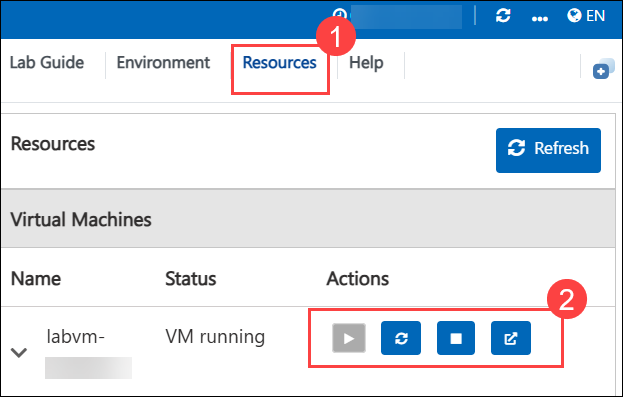 EN
1
Lab Guide Environment Resources Help
Resources Refresh
Virtual Machines
Name Status Actions
2
labvm- VM running